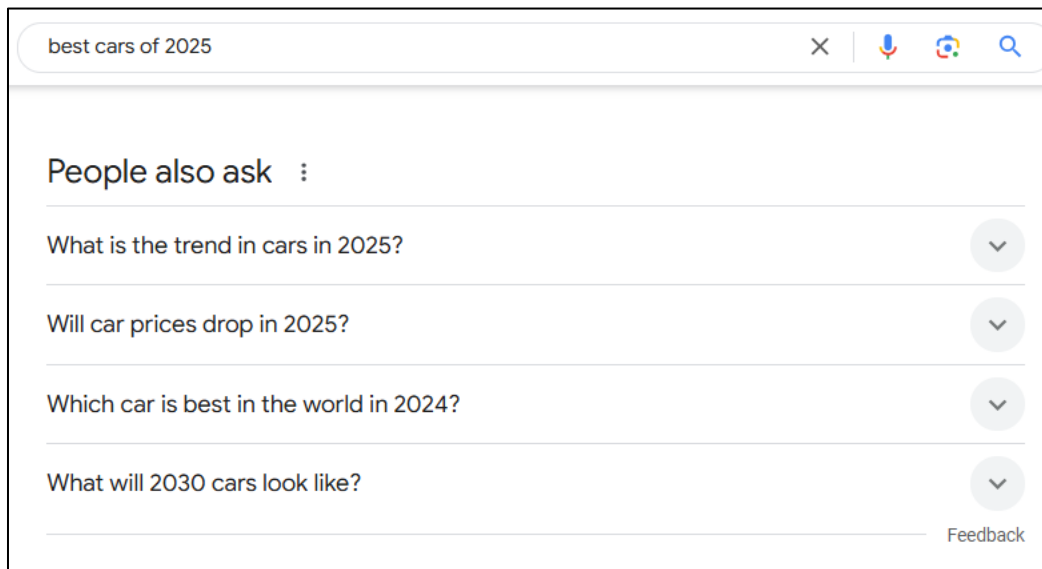 best cars of 2025
People also ask
What is the trend in cars in 2025?
Will car prices drop in 2025?
Which car is best in the world in 2024?
What will 2030 cars look like?
Feedback